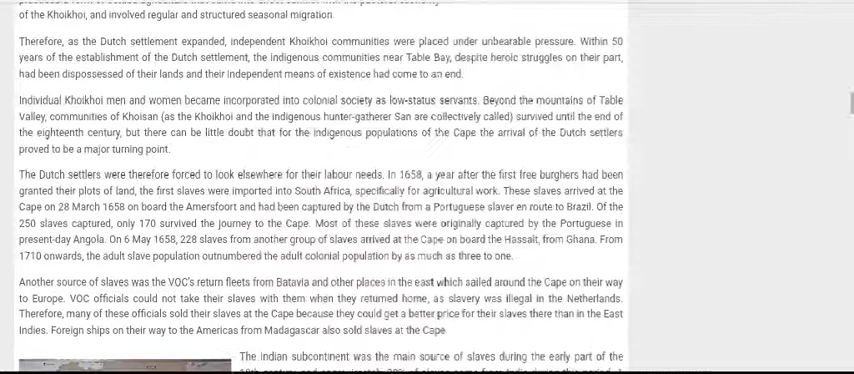 of the Khoikhoi, and involved regular and structured seasonal migration
Therefore, as the Dutch settlement expanded, independent Khoikhoi communities were placed under unbearable pressure. Within 50
years of the establishment of the Dutch settlement, the indigenous communities near Table Bay, despite heroic struggles on their part,
had been dispossessed of their lands and their independent means of existence had come to an end.
Individual Khoikhoi men and women became incorporated into colonial society as low-status servants. Beyond the mountains of Table
Valley, communities of Khoisan (as the Khoikhoi and the indigenous hunter-gatherer San are collectively called) survived until the end of
the eighteenth century, but there can be little doubt that for the indigenous populations of the Cape the arrival of the Dutch settlers
proved to be a major turning point.
The Dutch settlers were therefore forced to look elsewhere for their labour needs. In 1658, a year after the first free burghers had been
granted their plots of land, the first slaves were imported into South Africa, specifically for agricultural work. These slaves arrived at the
Cape on 28 March 1658 on board the Amersfoort and had been captured by the Dutch from a Portuguese slaver en route to Brazil. Of the
250 slaves captured, only 170 survived the journey to the Cape. Most of these slaves were originally captured by the Portuguese in
present-day Angola. On 6 May 1658, 228 slaves from another group of slaves arrived at the Cape on board the Hassalt, from Ghana. From
1710 onwards, the adult slave population outnumbered the adult colonial population by as much as three to one.
Another source of slaves was the VOC's return fleets from Batavia and other places in the east which sailed around the Cape on their way
to Europe. VOC officials could not take their slaves with them when they returned home, as slavery was illegal in the Netherlands.
Therefore, many of these officials sold their slaves at the Cape because they could get a better price for their slaves there than in the East
Indies. Foreign ships on their way to the Americas from Madagascar also sold slaves at the Cape
The Indian subcontinent was the main source of slaves during the early part of the